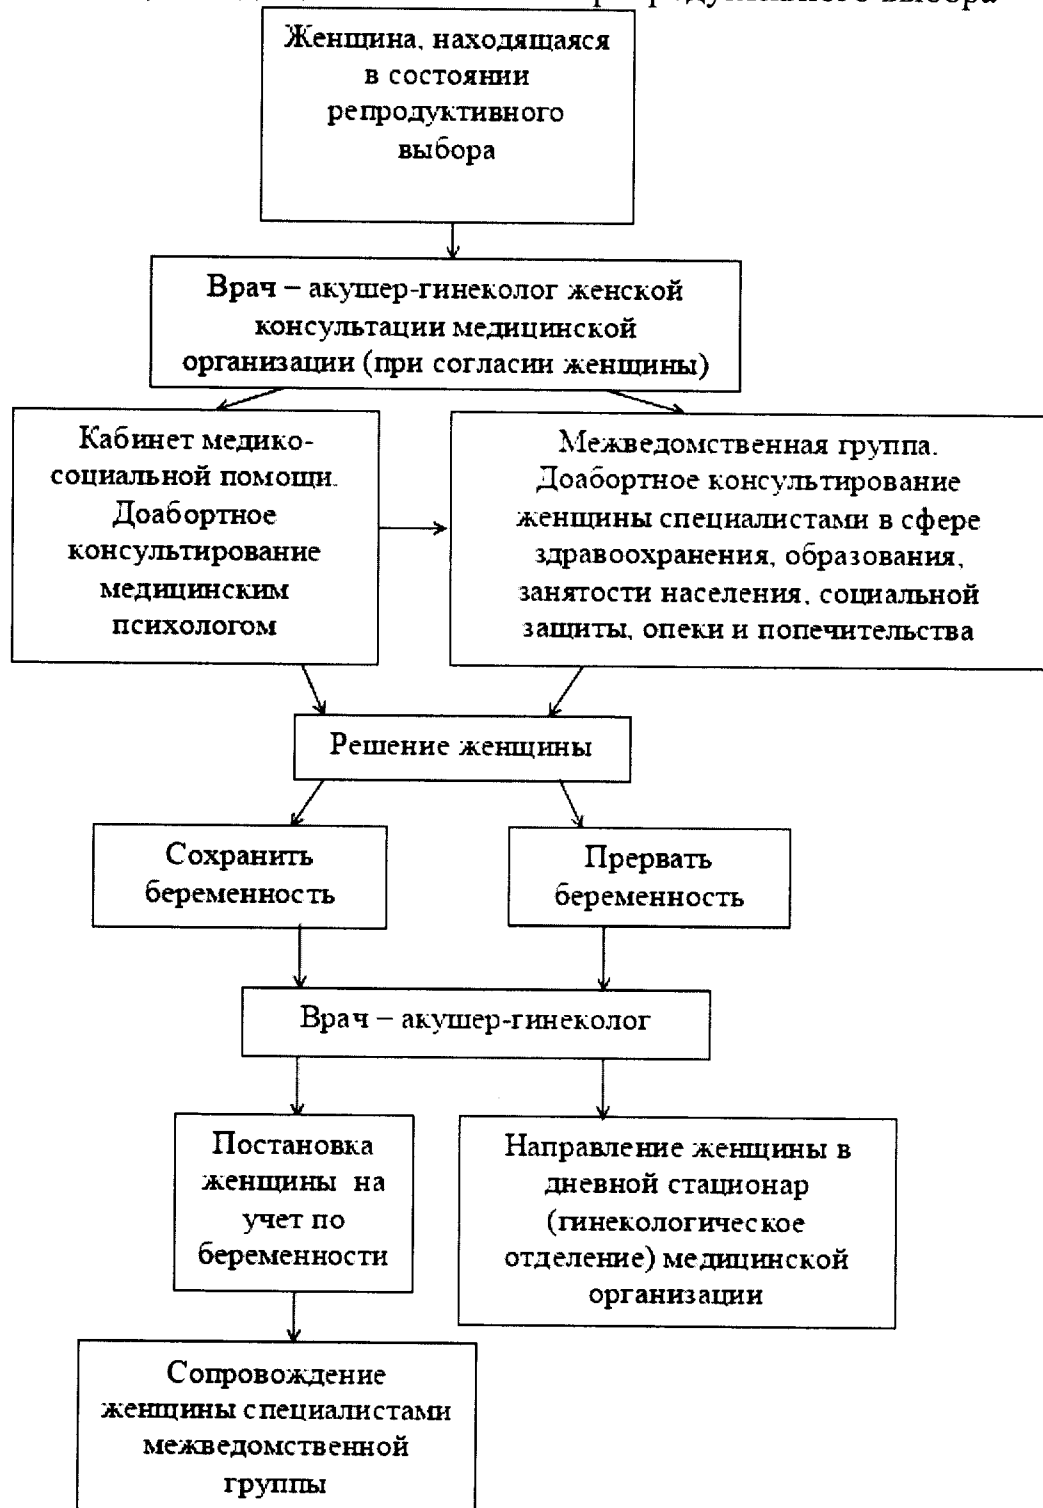 репродуктивного выбора
Женщина, находящаяся
в состоянии
репродуктивного
выбора
Врач – акушер-гинеколог женской
консультации медицинской
организации (при согласии женщины)
Кабинет медико-
социальной помощи.
Доабортное
консультирование
медицинским
психологом
Межведомственная группа.
Доабортное консультирование
женщины специалистами в сфере
здравоохранения, образования,
занятости населения, социальной
защиты, опеки и попечительства
Решение женщины
Сохранить
беременность
Прервать
беременность
Врач – акушер-гинеколог
Постановка
женщины на
учет по
беременности
Направление женщины в
дневной стационар
(гинекологическое
отделение) медицинской
организации
Сопровождение
женщины специалистами
межведомственной
группы